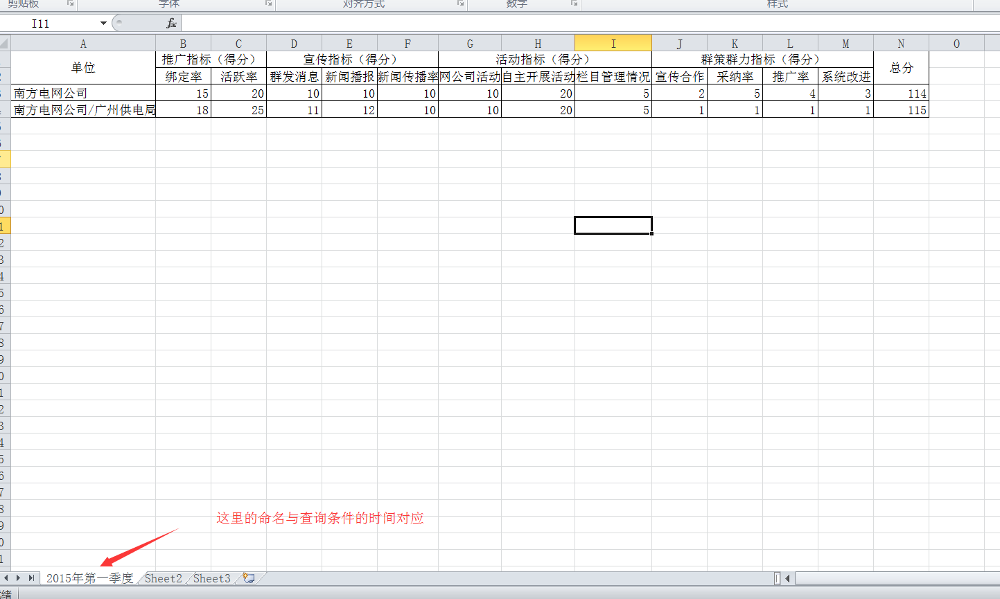 剪贴板 字体 对齐方式 数字 样式
I11 fx
A B C D E F G H I J K L M N O
单位 推广指标（得分） 宣传指标（得分） 活动指标（得分） 群策群力指标（得分） 总分
绑定率 活跃率 群发消息 新闻播报 新闻传播率 网公司活动 自主开展活动 栏目管理情况 宣传合作 采纳率 推广率 系统改进
南方电网公司 15 20 10 10 10 10 20 5 2 5 4 3 114
南方电网公司/广州供电局 18 25 11 12 10 10 20 5 1 1 1 1 115
这里的命名与查询条件的时间对应
2015年第一季度 Sheet2 Sheet3
绪